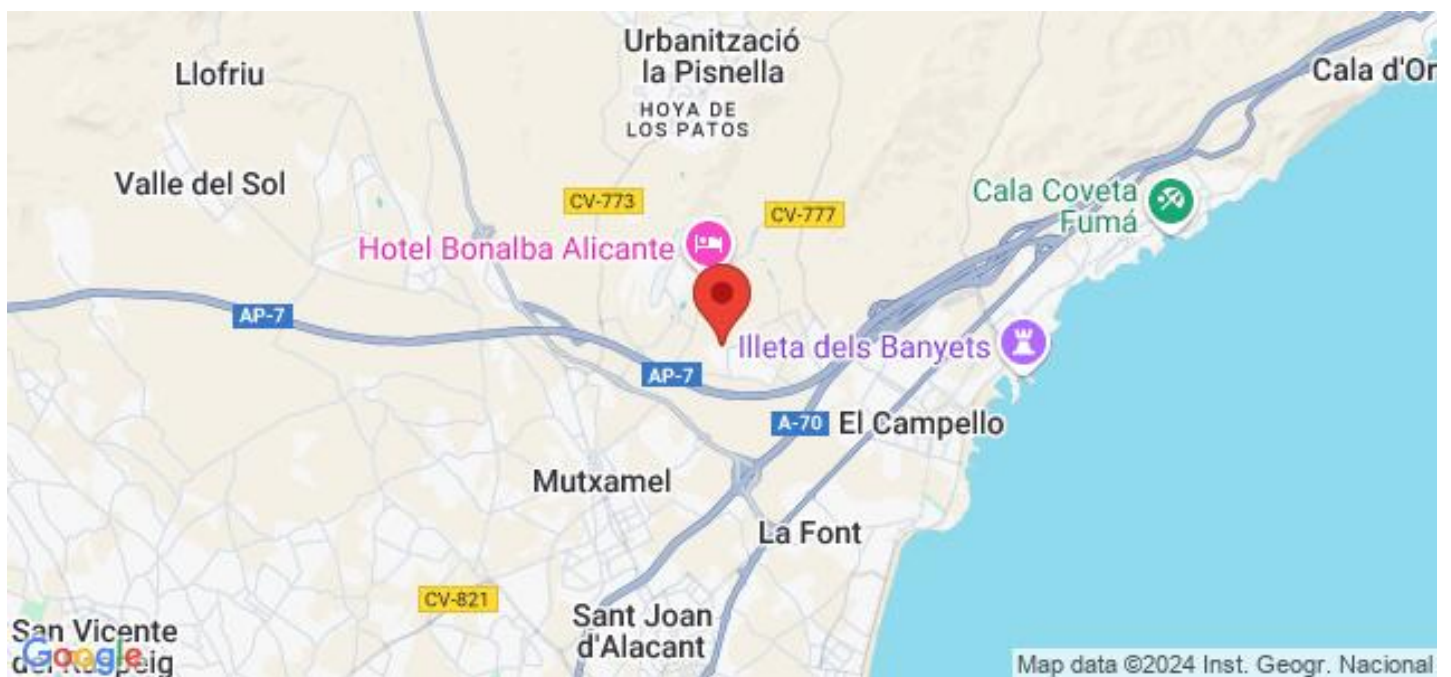 Urbanització
la Pisnella
Llofriu
Cala d'Or
HOYA DE
LOS PATOS
Valle del Sol
CV-773
CV-777
Cala Coveta
Fumá
Hotel Bonalba Alicante
AP-7
Illeta dels Banyets
AP-7
A-70
El Campello
Mutxamel
La Font
CV-821
Sant Joan
d'Alacant
San Vicente
del
Google
Map data ©2024 Inst. Geogr. Nacional